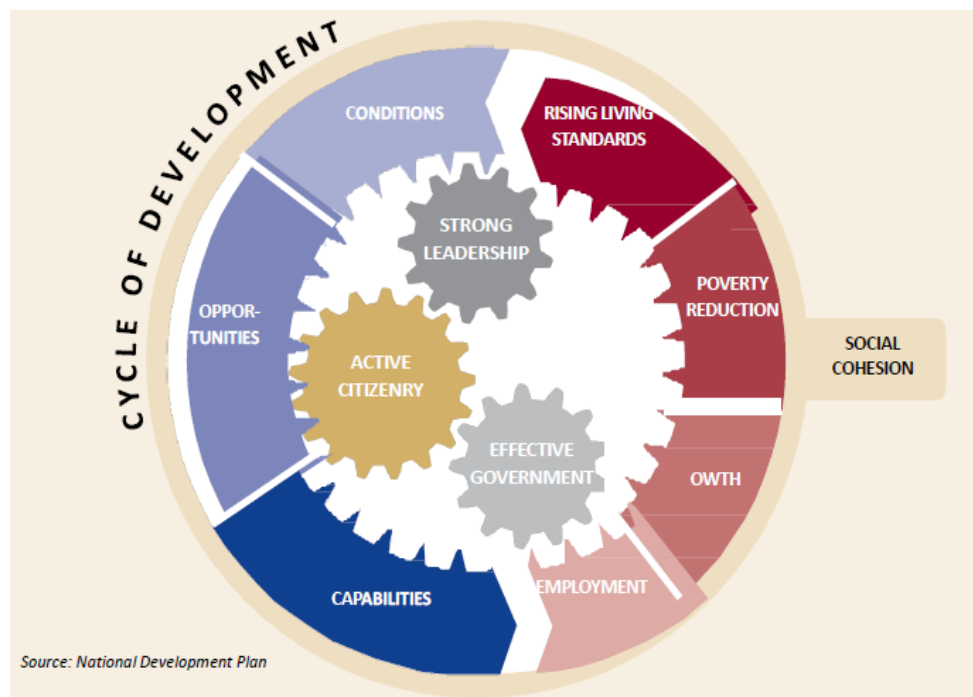 CYCLE OF DEVELOPMENT
CONDITIONS
RISING LIVING
STANDARDS
STRONG
LEADERSHIP
OPPOR-
TUNITIES
POVERTY
REDUCTION
SOCIAL
COHESION
ACTIVE
CITIZENRY
EFFECTIVE
GOVERNMENT
OWTH
EMPLOYMENT
CAPABILITIES
Source: National Development Plan